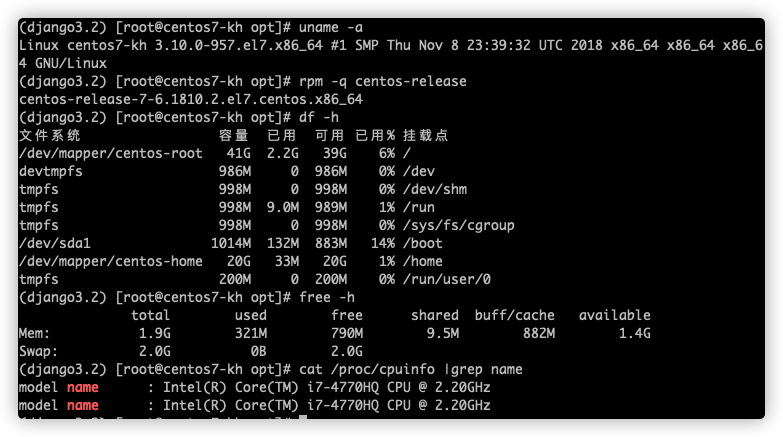 (django3.2) [root@centos7-kh opt]# uname -a
Linux centos7-kh 3.10.0-957.el7.x86_64 #1 SMP Thu Nov 8 23:39:32 UTC 2018 x86_64 x86_64 x86_6
4 GNU/Linux
(django3.2) [root@centos7-kh opt]# rpm -q centos-release
centos-release-7-6.1810.2.el7.centos.x86_64
(django3.2) [root@centos7-kh opt]# df -h
文件系统 容量 已用 可用 已用% 挂载点
/dev/mapper/centos-root 41G 2.2G 39G 6% /
devtmpfs 986M 0 986M 0% /dev
tmpfs 998M 0 998M 0% /dev/shm
tmpfs 998M 9.0M 989M 1% /run
tmpfs 998M 0 998M 0% /sys/fs/cgroup
/dev/sda1 1014M 132M 883M 14% /boot
/dev/mapper/centos-home 20G 33M 20G 1% /home
tmpfs 200M 0 200M 0% /run/user/0
(django3.2) [root@centos7-kh opt]# free -h
total used free shared buff/cache available
Mem: 1.9G 321M 790M 9.5M 882M 1.4G
Swap: 2.0G 0B 2.0G
(django3.2) [root@centos7-kh opt]# cat /proc/cpuinfo |grep name
model name : Intel(R) Core(TM) i7-4770HQ CPU @ 2.20GHz
model name : Intel(R) Core(TM) i7-4770HQ CPU @ 2.20GHz